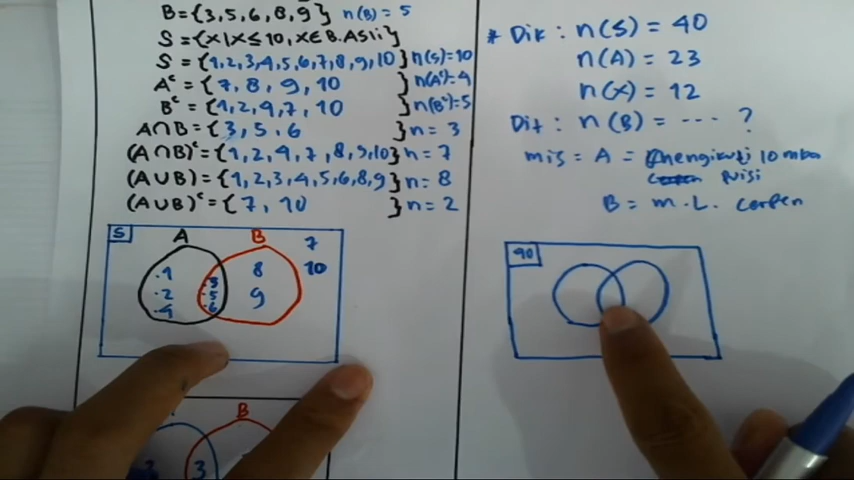 B = {3,5,6,8,9} n(B) = 5
S = {x|x≤10, x∈B.Asli}
S = {1,2,3,4,5,6,7,8,9,10} n(S)=10
Aᶜ = {7, 8, 9, 10 } n(Aᶜ)=4
Bᶜ = {1,2,4,7, 10 } n(Bᶜ)=5
A∩B = {3, 5, 6 } n = 3
(A∩B)ᶜ = {1,2,4,7,8,9,10} n = 7
(A∪B) = {1,2,3,4,5,6,8,9} n = 8
(A∪B)ᶜ = {7, 10 } n = 2
S A B 7
.1 8 10
.2 .3 .5 9
.4 .6
B
3
* Dik : n(S) = 40
n(A) = 23
n(x) = 12
Dit : n(B) = ---- ?
mis = A = mengikuti lomba
Puisi
B = m.L. cerpen
40